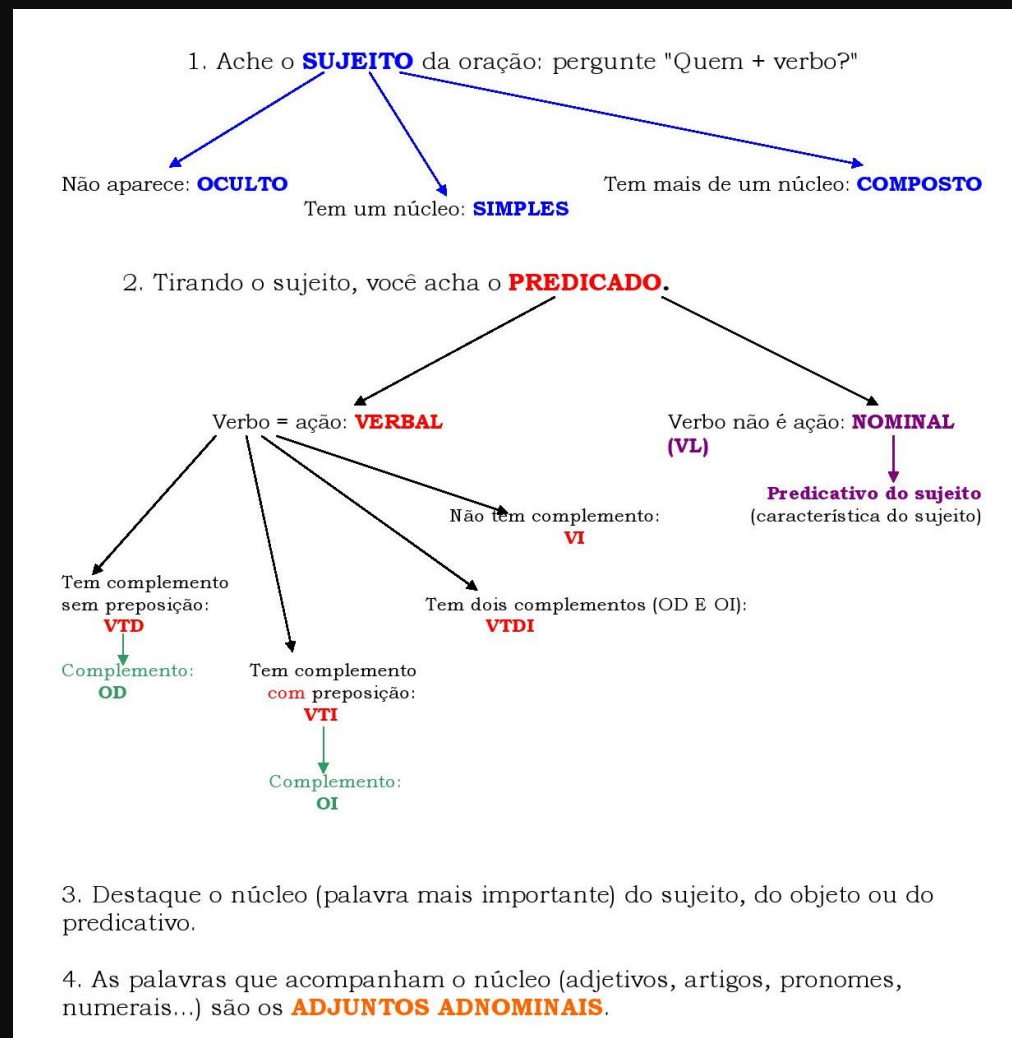 1. Ache o SUJEITO da oração: pergunte "Quem + verbo?"
Não aparece: OCULTO
Tem um núcleo: SIMPLES
Tem mais de um núcleo: COMPOSTO
2. Tirando o sujeito, você acha o PREDICADO.
Verbo = ação: VERBAL
Verbo não é ação: NOMINAL
(VL)
Predicativo do sujeito
(característica do sujeito)
Não tem complemento:
VI
Tem complemento
sem preposição:
VTD
Complemento:
OD
Tem dois complementos (OD E OI):
VTDI
Tem complemento
com preposição:
VTI
Complemento:
OI
3. Destaque o núcleo (palavra mais importante) do sujeito, do objeto ou do
predicativo.
4. As palavras que acompanham o núcleo (adjetivos, artigos, pronomes,
numerais...) são os ADJUNTOS ADNOMINAIS.